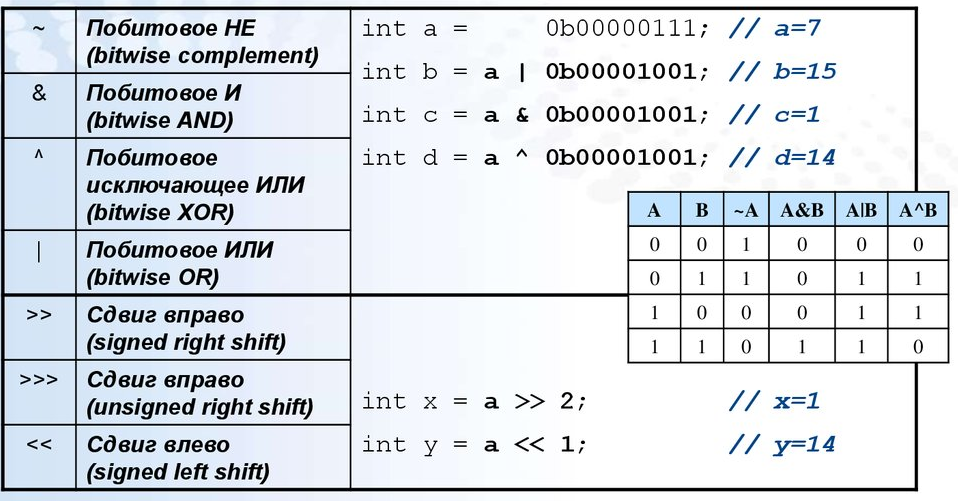 ~ Побитовое НЕ
(bitwise complement)
& Побитовое И
(bitwise AND)
^ Побитовое
исключающее ИЛИ
(bitwise XOR)
| Побитовое ИЛИ
(bitwise OR)
>> Сдвиг вправо
(signed right shift)
>>> Сдвиг вправо
(unsigned right shift)
<< Сдвиг влево
(signed left shift)
int a = 0b00000111; // a=7
int b = a | 0b00001001; // b=15
int c = a & 0b00001001; // c=1
int d = a ^ 0b00001001; // d=14
A B ~A A&B A|B A^B
0 0 1 0 0 0
0 1 1 0 1 1
1 0 0 0 1 1
1 1 0 1 1 0
int x = a >> 2; // x=1
int y = a << 1; // y=14